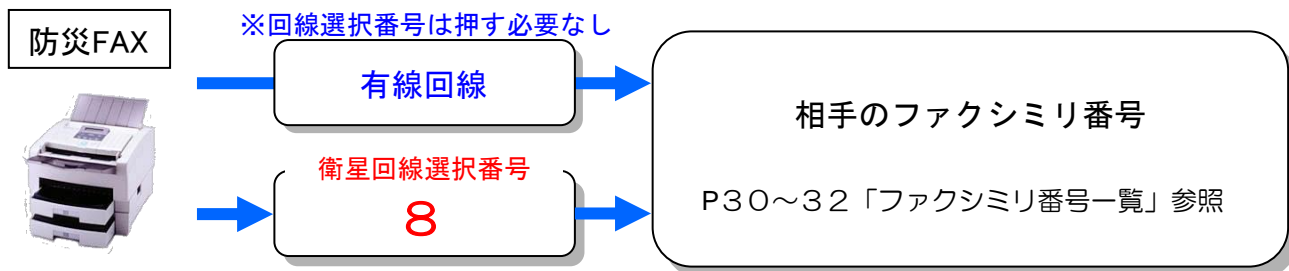 ※回線選択番号は押す必要なし
防災FAX
有線回線
衛星回線選択番号
8
相手のファクシミリ番号
P30～32「ファクシミリ番号一覧」参照